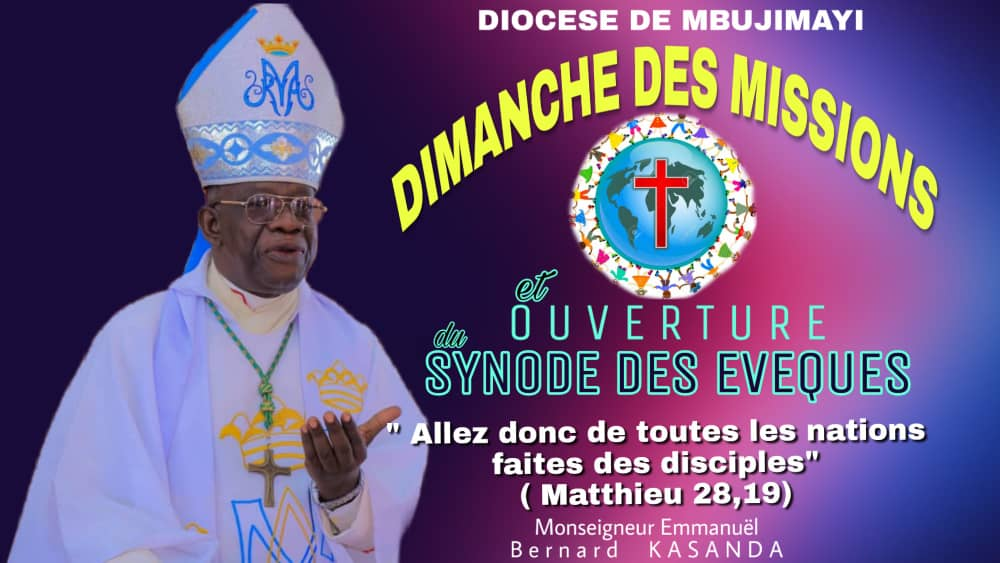 DIOCESE DE MBUJIMAYI
DIMANCHE DES MISSIONS
et
OUVERTURE
du
SYNODE DES EVEQUES
" Allez donc de toutes les nations
faites des disciples"
( Matthieu 28,19)
Monseigneur Emmanuël
Bernard KASANDA